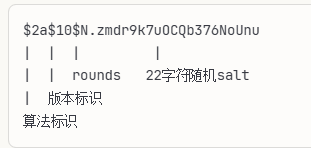 $2a$10$N.zmdr9k7uOCQb376NoUnu
|  |  |         |
|  |  rounds   22字符随机salt
|  版本标识
算法标识